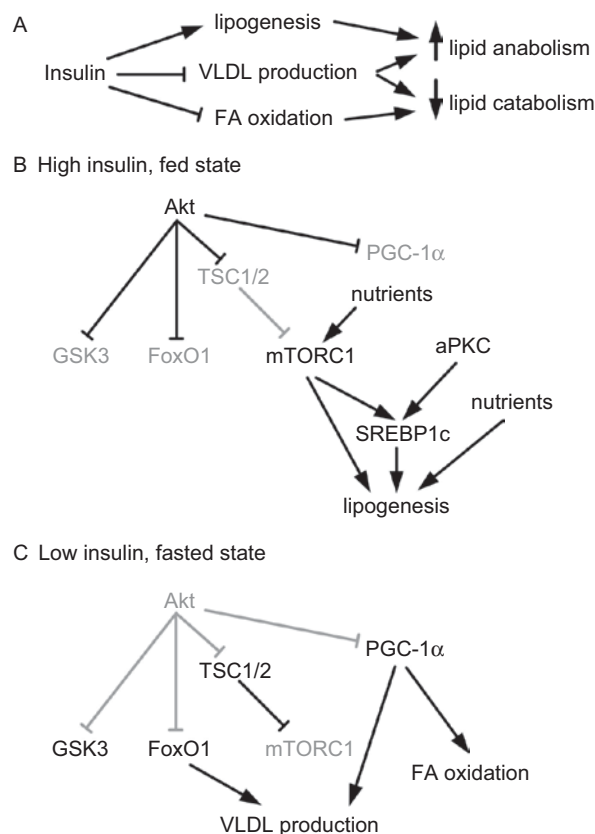 A
lipogenesis
lipid anabolism
Insulin
VLDL production
lipid catabolism
FA oxidation
B High insulin, fed state
Akt
PGC-1α
TSC1/2
nutrients
GSK3
FoxO1
mTORC1
aPKC
nutrients
SREBP1c
lipogenesis
C Low insulin, fasted state
Akt
PGC-1α
TSC1/2
GSK3
FoxO1
mTORC1
FA oxidation
VLDL production